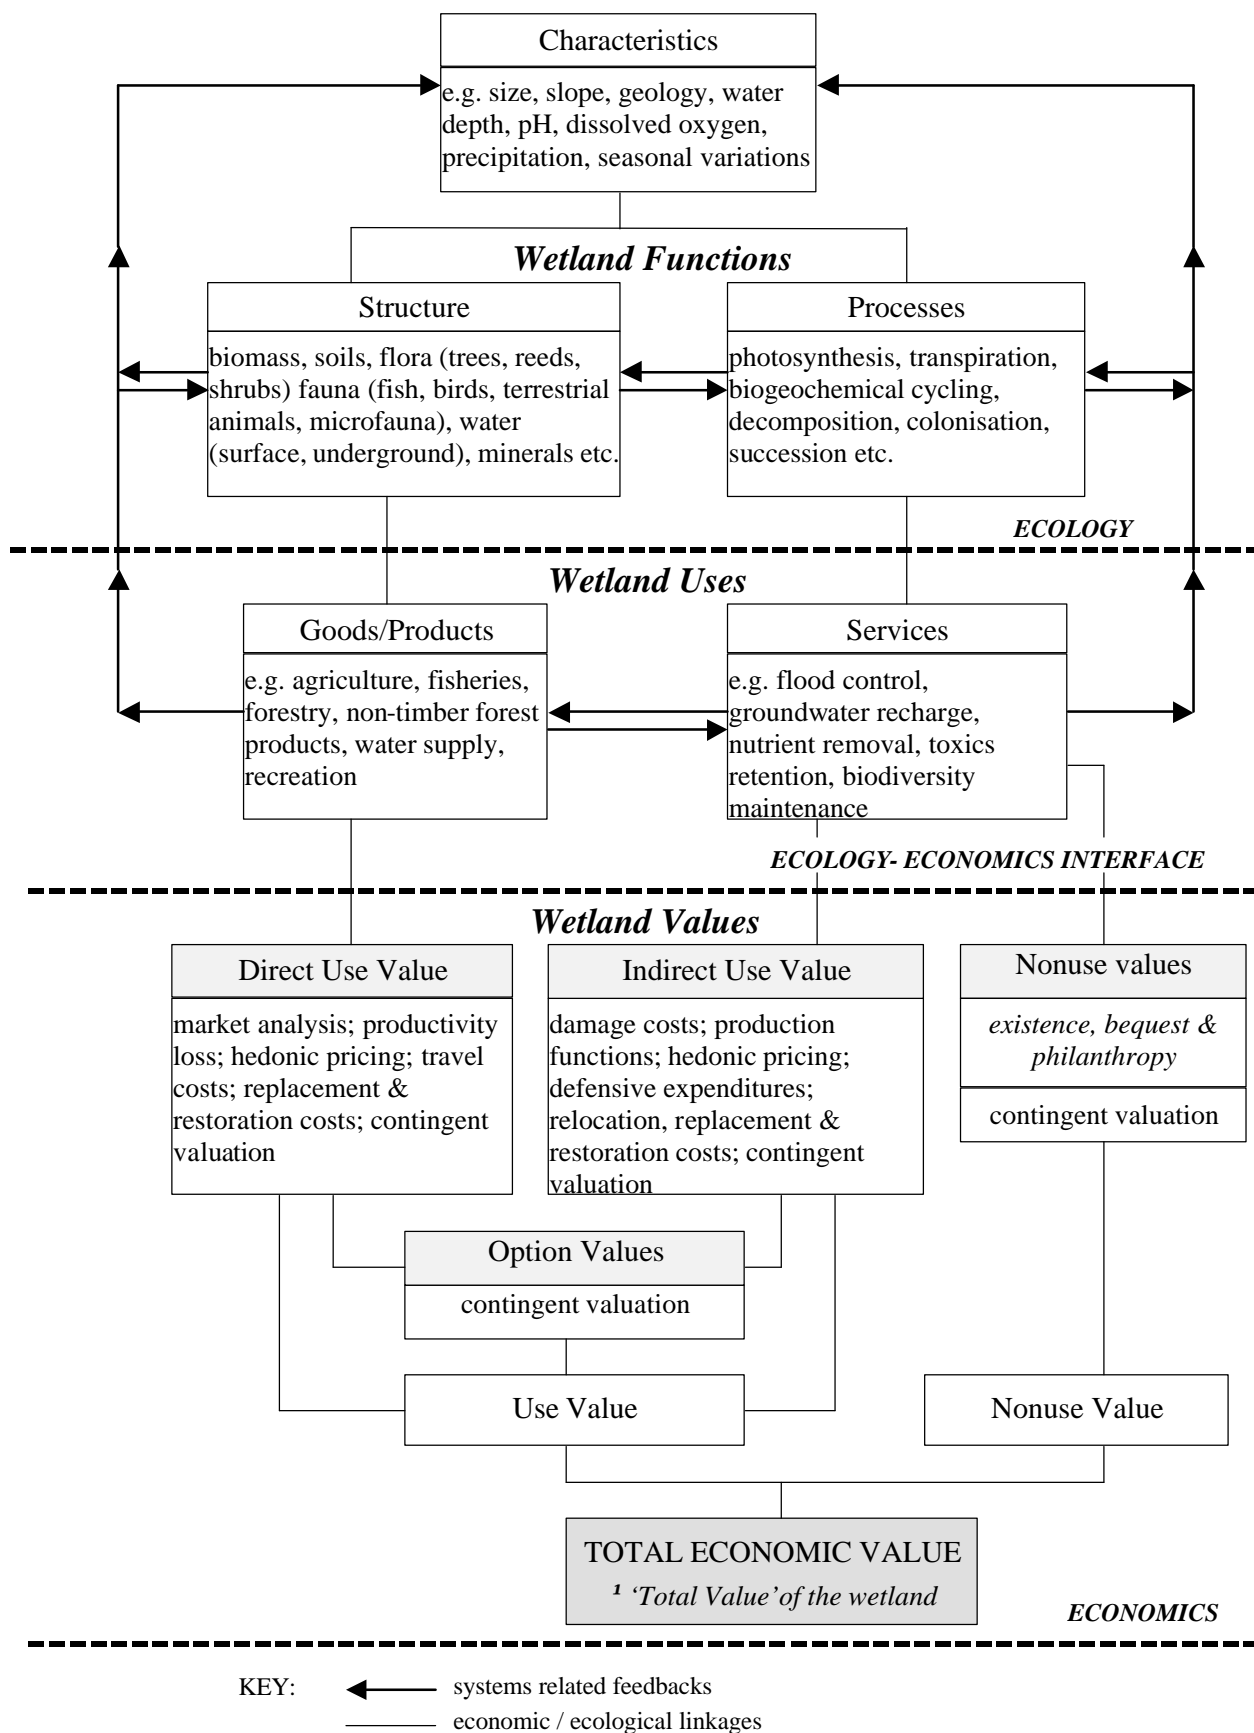 Characteristics
e.g. size, slope, geology, water
depth, pH, dissolved oxygen,
precipitation, seasonal variations
Wetland Functions
Structure
biomass, soils, flora (trees, reeds,
shrubs) fauna (fish, birds, terrestrial
animals, microfauna), water
(surface, underground), minerals etc.
Processes
photosynthesis, transpiration,
biogeochemical cycling,
decomposition, colonisation,
succession etc.
ECOLOGY
Wetland Uses
Goods/Products
e.g. agriculture, fisheries,
forestry, non-timber forest
products, water supply,
recreation
Services
e.g. flood control,
groundwater recharge,
nutrient removal, toxics
retention, biodiversity
maintenance
ECOLOGY- ECONOMICS INTERFACE
Wetland Values
Direct Use Value
market analysis; productivity
loss; hedonic pricing; travel
costs; replacement &
restoration costs; contingent
valuation
Indirect Use Value
damage costs; production
functions; hedonic pricing;
defensive expenditures;
relocation, replacement &
restoration costs; contingent
valuation
Nonuse values
existence, bequest &
philanthropy
contingent valuation
Option Values
contingent valuation
Use Value
Nonuse Value
TOTAL ECONOMIC VALUE
¹ ‘Total Value’ of the wetland
ECONOMICS
KEY:
systems related feedbacks
economic / ecological linkages